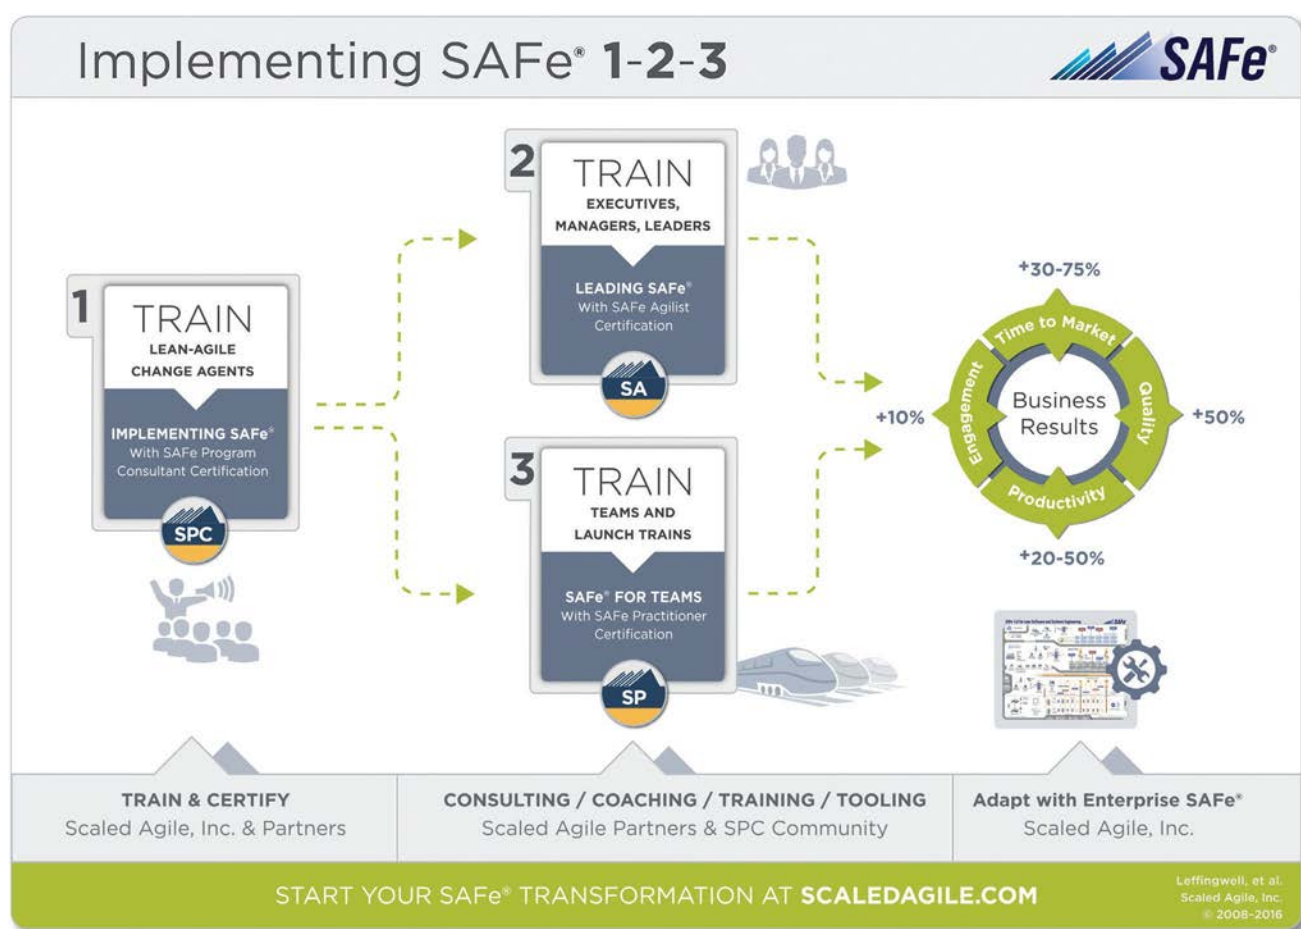 Implementing SAFe® 1-2-3
SAFe®
1
TRAIN
LEAN-AGILE
CHANGE AGENTS
IMPLEMENTING SAFe®
With SAFe Program
Consultant Certification
SPC
2
TRAIN
EXECUTIVES,
MANAGERS, LEADERS
LEADING SAFe®
With SAFe Agilist
Certification
SA
3
TRAIN
TEAMS AND
LAUNCH TRAINS
SAFe® FOR TEAMS
With SAFe Practitioner
Certification
SP
+30-75%
Time to Market
Engagement
+10%
Business
Results
Quality
+50%
Productivity
+20-50%
SAFe
TRAIN & CERTIFY
Scaled Agile, Inc. & Partners
CONSULTING / COACHING / TRAINING / TOOLING
Scaled Agile Partners & SPC Community
Adapt with Enterprise SAFe®
Scaled Agile, Inc.
START YOUR SAFe® TRANSFORMATION AT SCALEDAGILE.COM
Leffingwell, et al.
Scaled Agile, Inc.
© 2008-2016